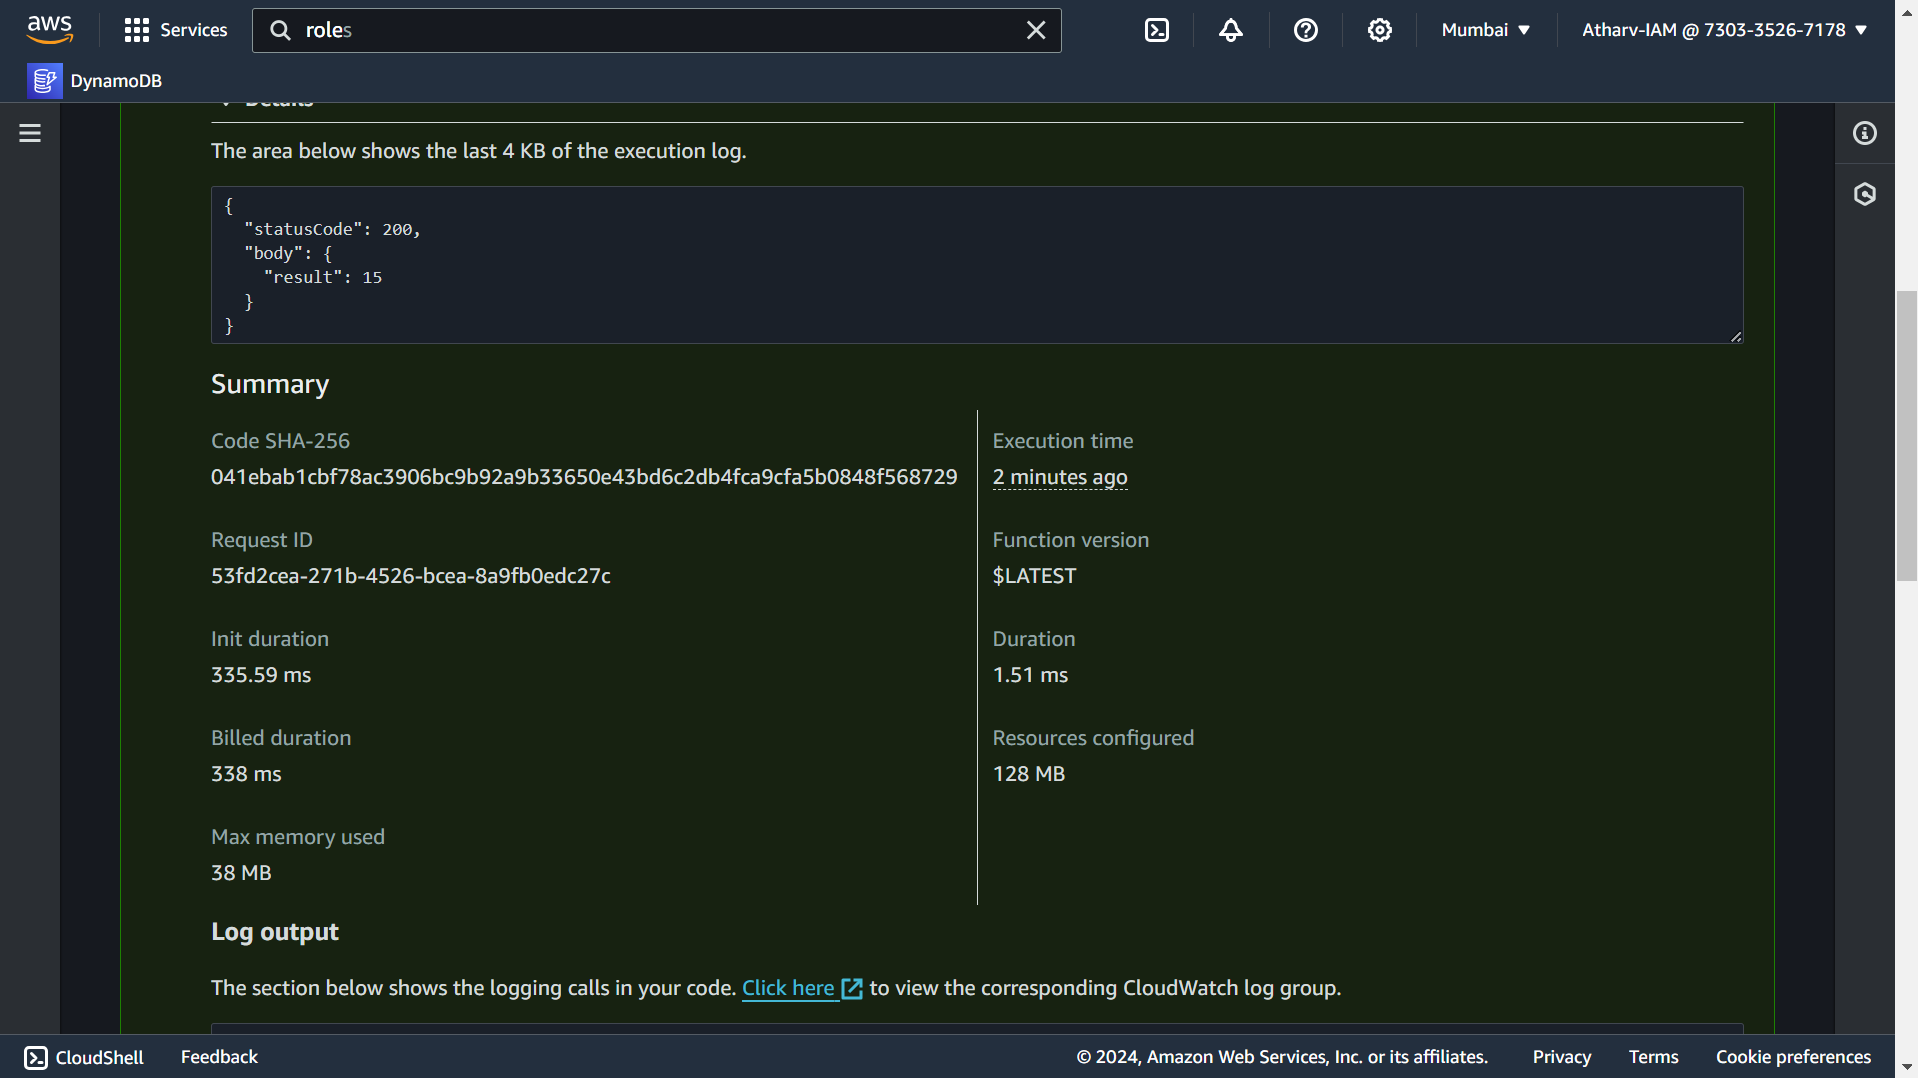 aws
Services
roles
Mumbai
Atharv-IAM @ 7303-3526-7178
DynamoDB
Details
The area below shows the last 4 KB of the execution log.
{
"statusCode": 200,
"body": {
"result": 15
}
}
Summary
Code SHA-256
041ebab1cbf78ac3906bc9b92a9b33650e43bd6c2db4fca9cfa5b0848f568729
Execution time
2 minutes ago
Request ID
53fd2cea-271b-4526-bcea-8a9fb0edc27c
Function version
$LATEST
Init duration
335.59 ms
Duration
1.51 ms
Billed duration
338 ms
Resources configured
128 MB
Max memory used
38 MB
Log output
The section below shows the logging calls in your code. Click here to view the corresponding CloudWatch log group.
CloudShell
Feedback
© 2024, Amazon Web Services, Inc. or its affiliates.
Privacy
Terms
Cookie preferences